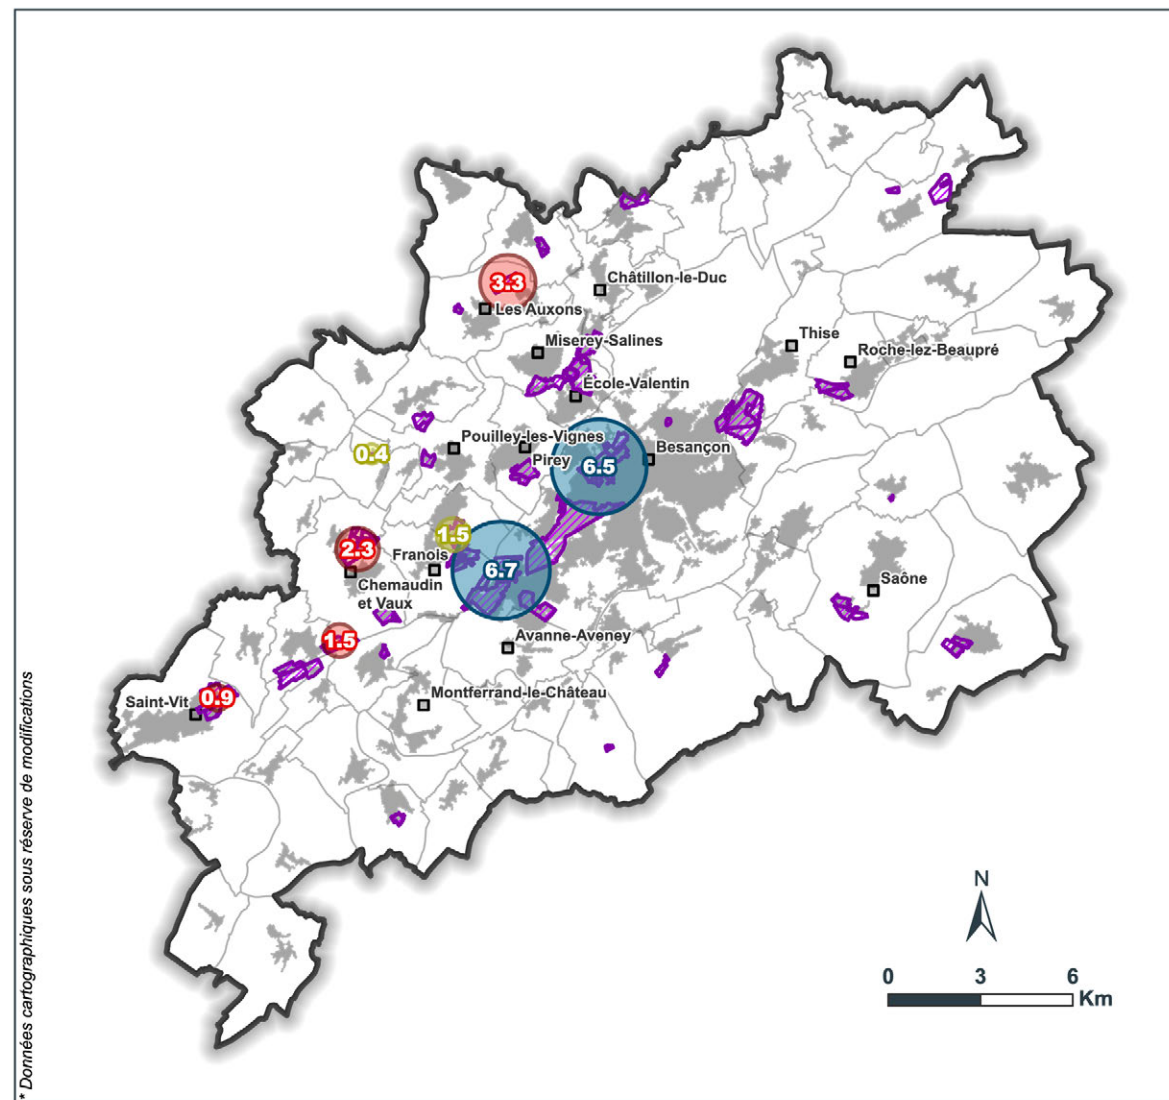 3.3
Châtillon-le-Duc
Les Auxons
Miserey-Salines
Thise
Roche-lez-Beaupré
École-Valentin
Pouilley-les-Vignes
Besançon
0.4
Pirey
6.5
1.5
2.3
Franois
6.7
Chemaudin
et Vaux
Saône
1.5
Avanne-Aveney
Montferrand-le-Château
Saint-Vit
0.9
N
0 3 6
Km
* Données cartographiques sous réserve de modifications